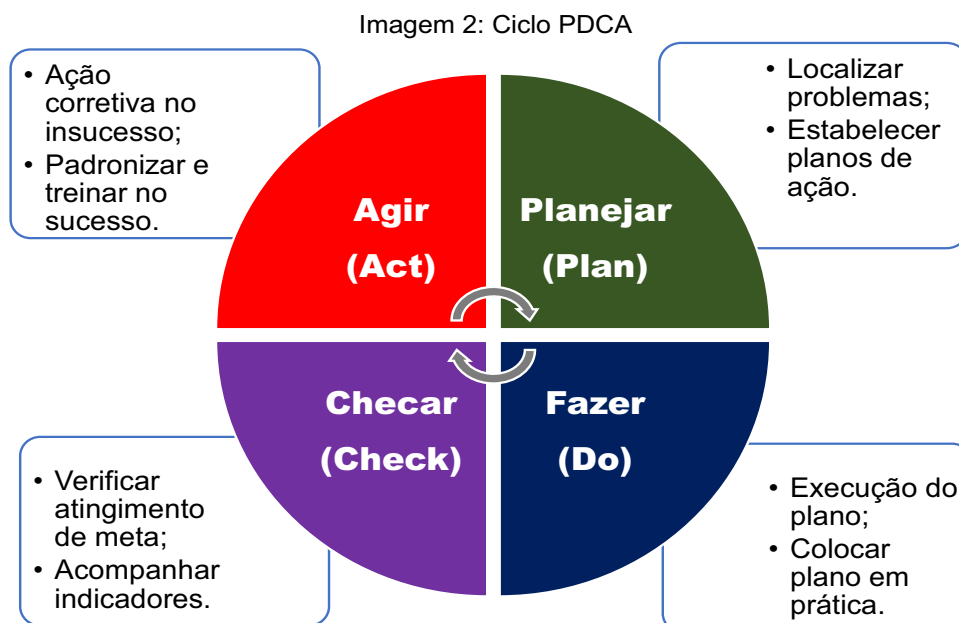 Imagem 2: Ciclo PDCA
• Ação
corretiva no
insucesso;
• Padronizar e
treinar no
sucesso.
• Localizar
problemas;
• Estabelecer
planos de
ação.
Agir
(Act)
Planejar
(Plan)
Checar
(Check)
Fazer
(Do)
• Verificar
atingimento
de meta;
• Acompanhar
indicadores.
• Execução do
plano;
• Colocar
plano em
prática.